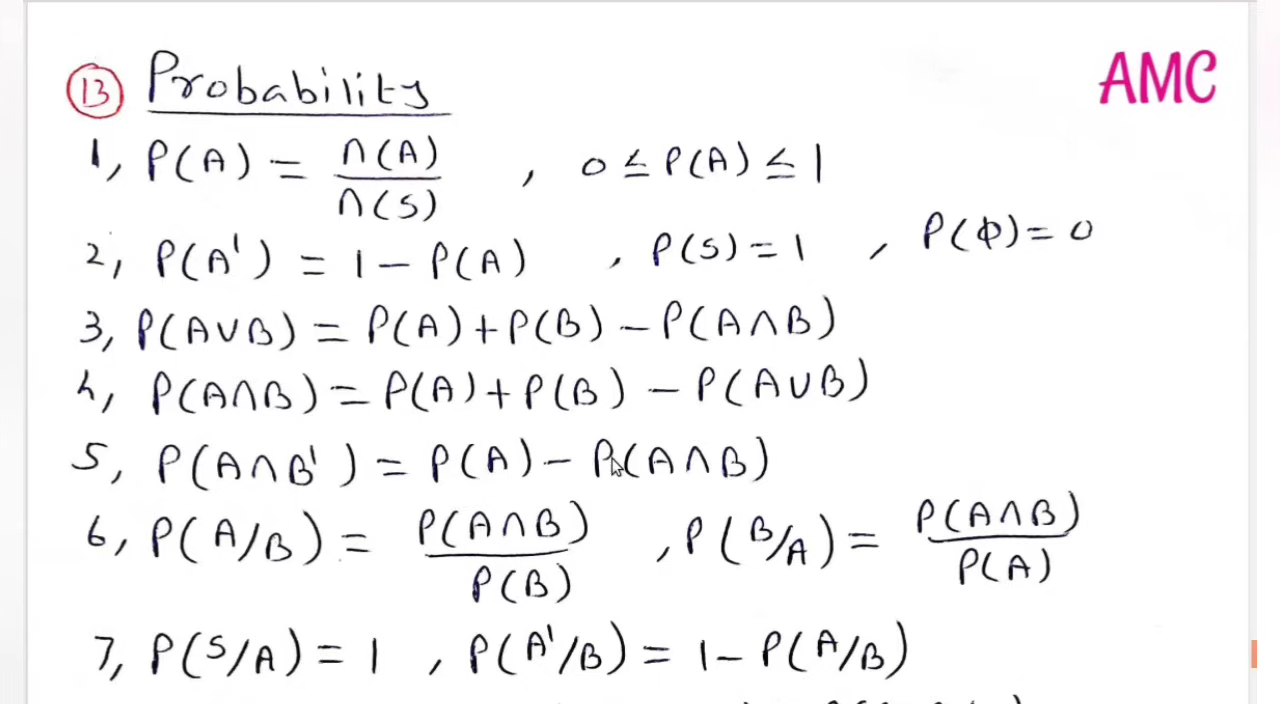 AMC
13 Probability
1, P(A) = n(A)/n(S) , 0 ≤ P(A) ≤ 1
2, P(A') = 1 - P(A) , P(S) = 1 , P(Φ) = 0
3, P(A∪B) = P(A) + P(B) - P(A∩B)
4, P(A∩B) = P(A) + P(B) - P(A∪B)
5, P(A∩B') = P(A) - P(A∩B)
6, P(A/B) = P(A∩B)/P(B) , P(B/A) = P(A∩B)/P(A)
7, P(S/A) = 1 , P(A'/B) = 1 - P(A/B)